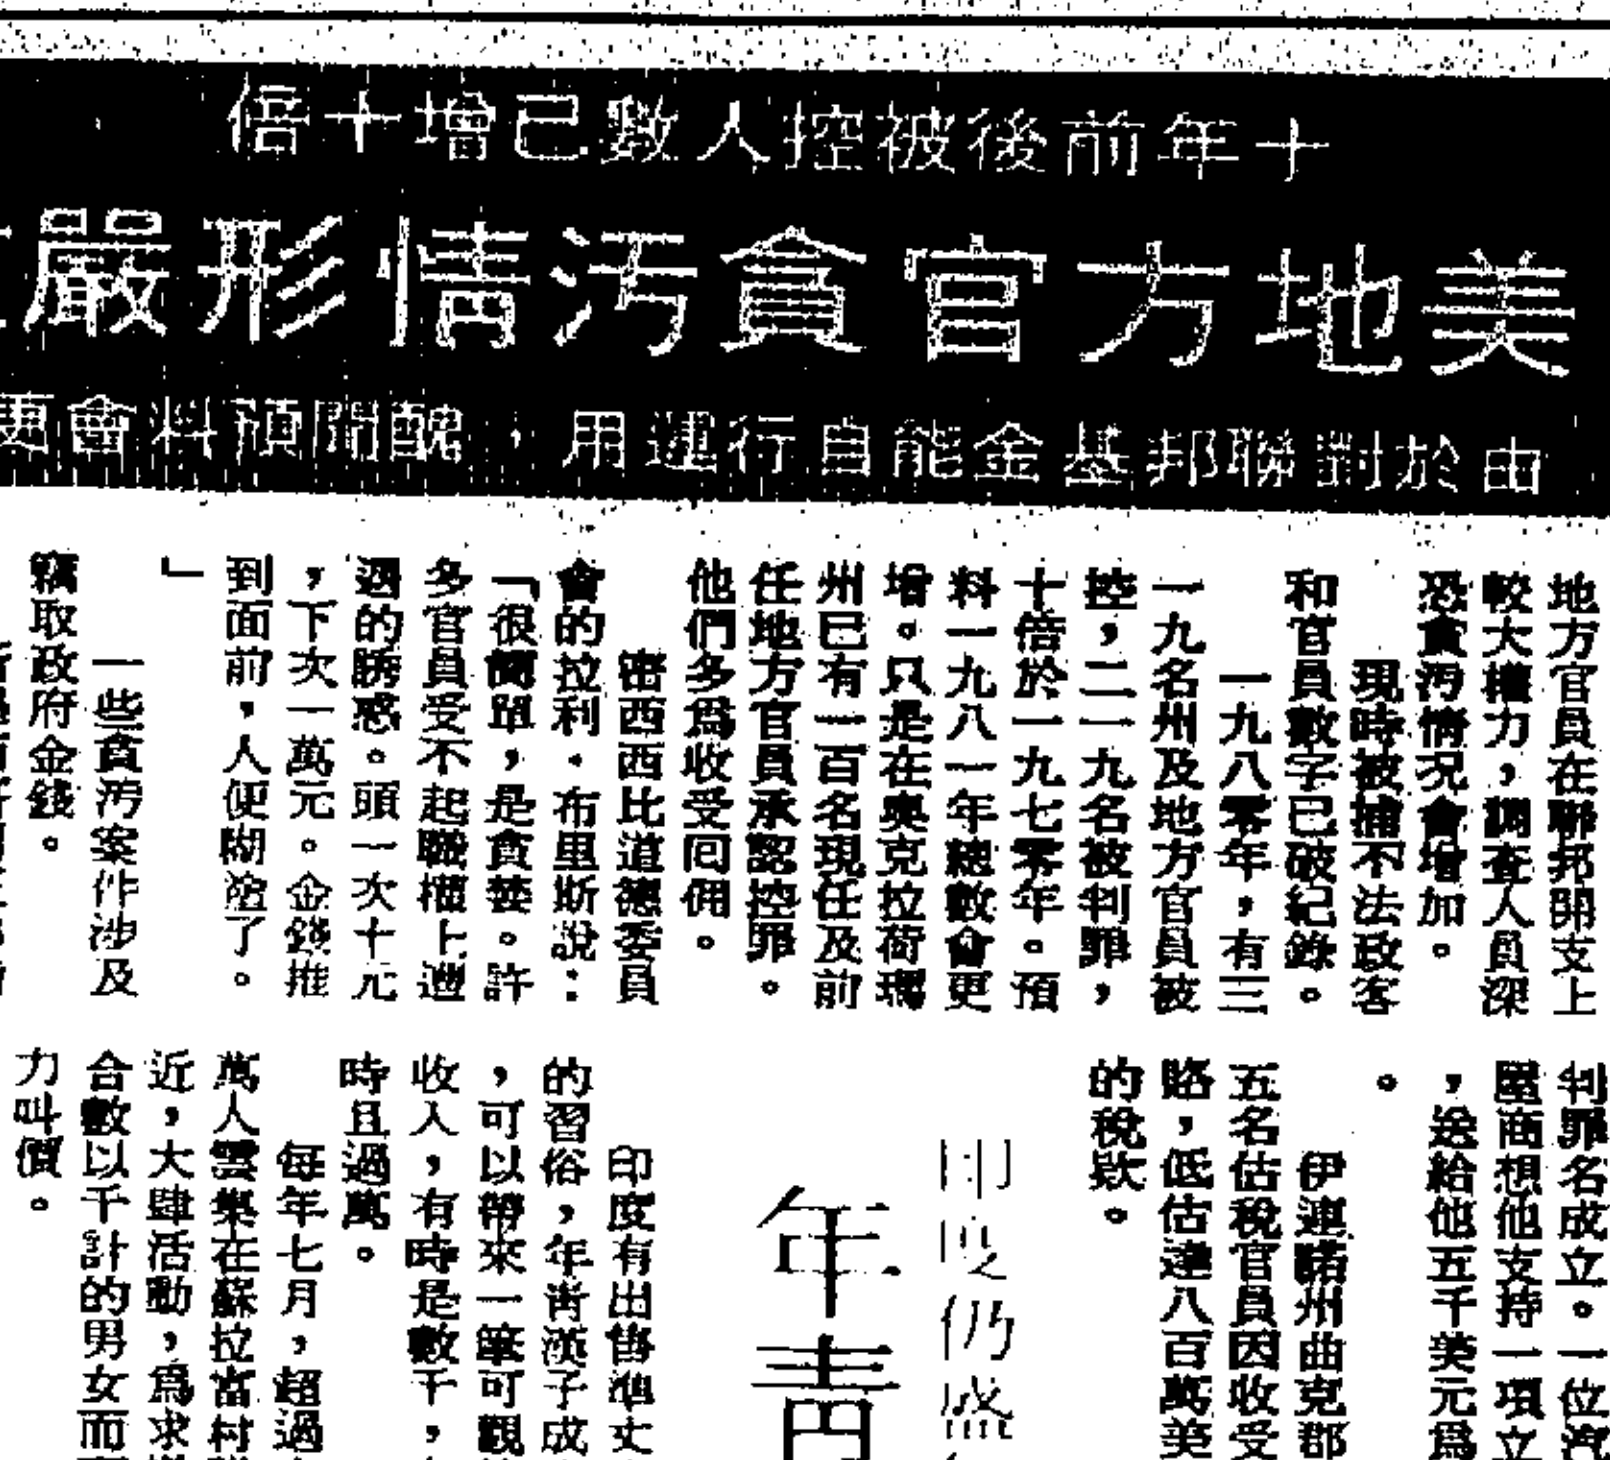 十年前後被控人數已增十倍
美地方官貪污情形嚴
由於對聯邦基金能自行運用，醜聞預料會更
地方官員在聯邦開支上
較大權力，調查人員深
恐貪污情況會增加。
現時被捕不法政客
和官員數字已破紀錄。
一九八零年，有三
一九名州及地方官員被
控，二一九名被判罪，
十倍於一九七零年。預
料一九八一年總數會更
增。只是在奧克拉荷瑪
州已有一百名現任及前
任地方官員承認控罪。
他們多爲收受回佣。
密西西比道德委員
會的拉利．布里斯說：
「很簡單，是貪婪。許
多官員受不起職權上遭
遇的誘惑。頭一次十元
，下次一萬元。金錢推
到面前，人便糊塗了。
」
一些貪污案件涉及
竊取政府金錢。
判罪名成立。一位汽
屋商想他支持一項立
，送給他五千美元爲
。
伊連諾州曲克郡
五名估稅官員因收受
賂，低估達八百萬美
的稅款。
印度仍盛
年青
印度有出售準丈
的習俗，年靑漢子成
，可以帶來一筆可觀
收入，有時是數千，
時且過萬。
每年七月，超過
萬人雲集在蘇拉富村
近，大肆活動，爲求
合數以千計的男女而
力叫價。